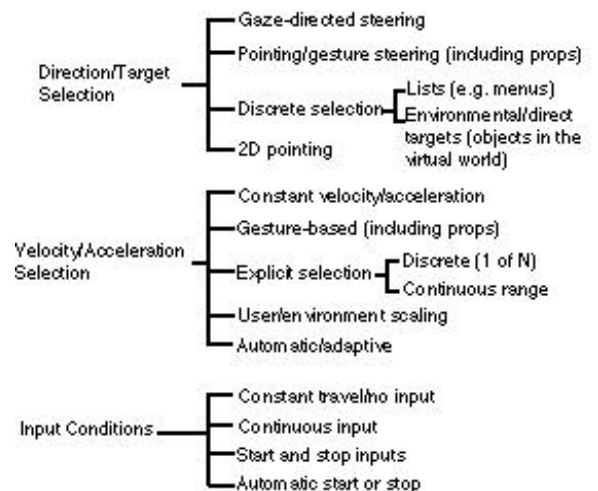 Gaze-directed steering
Pointing/gesture steering (including props)
Direction/Target
Selection
Discrete selection
Lists (e.g. menus)
Environmental/direct
targets (objects in the
virtual world)
2D pointing
Constant velocity/acceleration
Gesture-based (including props)
Velocity/Acceleration
Selection
Explicit selection
Discrete (1 of N)
Continuous range
User/environment scaling
Automatic/adaptive
Input Conditions
Constant travel/no input
Continuous input
Start and stop inputs
Automatic start or stop